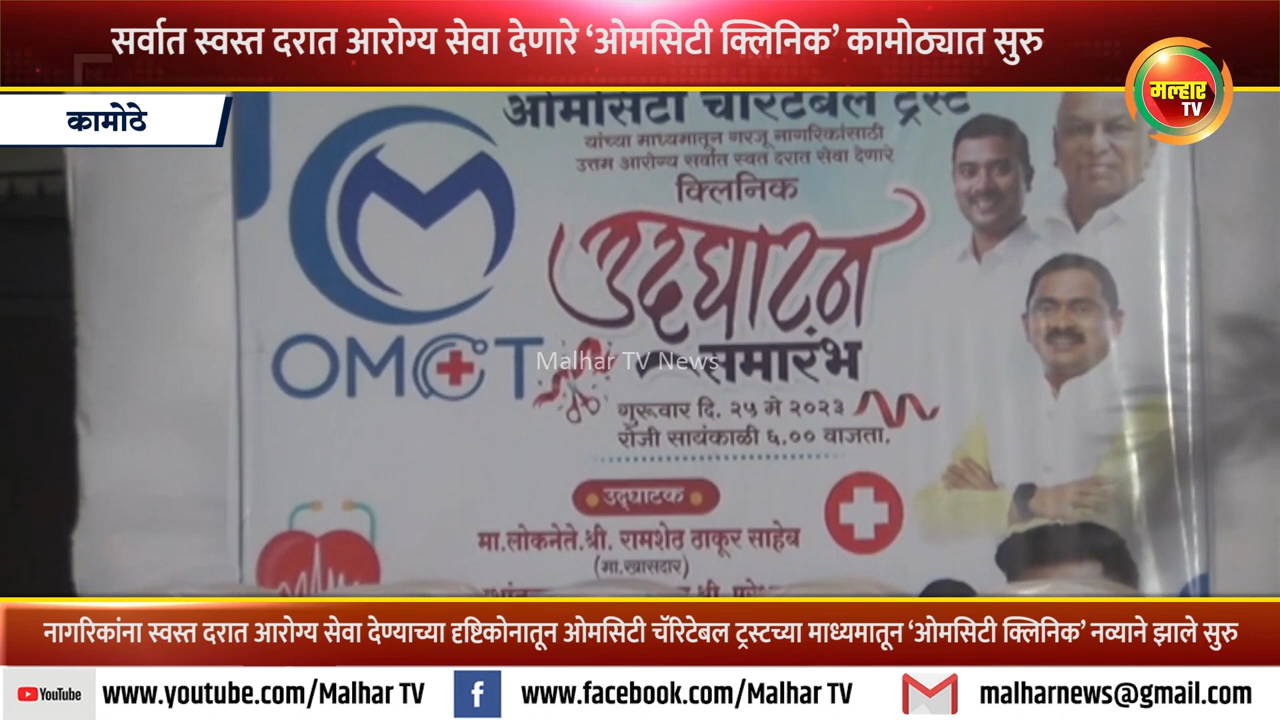 सर्वात स्वस्त दरात आरोग्य सेवा देणारे ‘ओमसिटी क्लिनिक’ कामोठ्यात सुरु
मल्हार
TV
कामोठे
ओमसिटी चॅरिटेबल ट्रस्ट
यांच्या माध्यमातून गरजू नागरिकांसाठी
उत्तम आरोग्य सर्वात स्वत दरात सेवा देणारे
क्लिनिक
उदघाटन
समारंभ
OMCT
Malhar TV News
गुरूवार दि. २५ मे २०२३
रोजी सायंकाळी ६.०० वाजता.
उद्घाटक
मा.लोकनेते.श्री. रामशेठ ठाकूर साहेब
(मा.खासदार)
नागरिकांना स्वस्त दरात आरोग्य सेवा देण्याच्या दृष्टिकोनातून ओमसिटी चॅरिटेबल ट्रस्टच्या माध्यमातून ‘ओमसिटी क्लिनिक’ नव्याने झाले सुरु
YouTube www.youtube.com/Malhar TV f www.facebook.com/Malhar TV malharnews@gmail.com